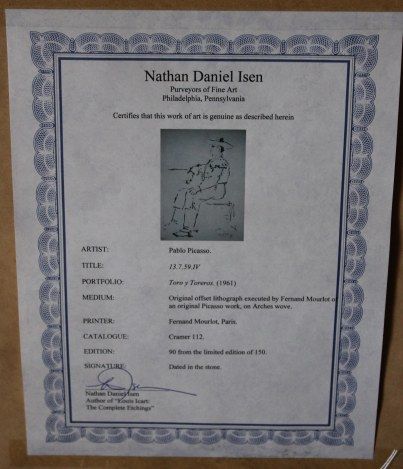 Nathan Daniel Isen
Purveyors of Fine Art
Philadelphia, Pennsylvania
Certifies that this work of art is genuine as described herein
ARTIST: Pablo Picasso.
TITLE: 13.7.59.IV
PORTFOLIO: Toro y Toreros. (1961)
MEDIUM: Original offset lithograph executed by Fernand Mourlot o
an original Picasso work, on Arches wove.
PRINTER: Fernand Mourlot, Paris.
CATALOGUE: Cramer 112.
EDITION: 90 from the limited edition of 150.
SIGNATURE: Dated in the stone.
Nathan Daniel Isen
Author of "Louis Icart:
The Complete Etchings"